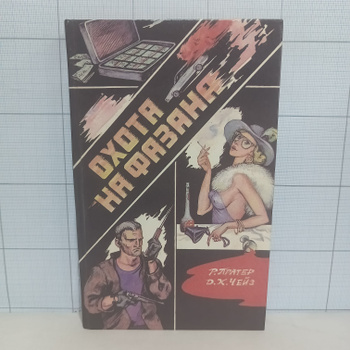 ОХОТА
НА ФАЗАНА
Р. ПРАТЕР
Д. Х. ЧЕЙЗ